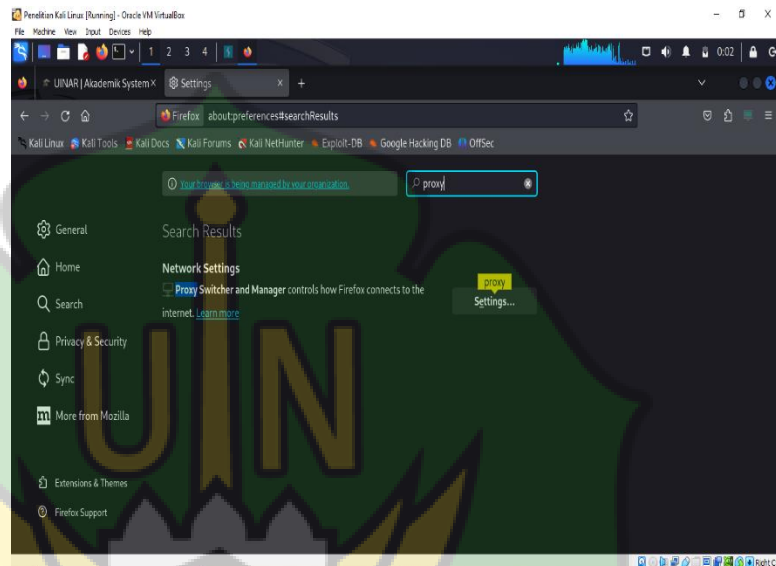 Penelitian Kali Linux [Running] - Oracle VM VirtualBox
File Machine View Input Devices Help
1 2 3 4
0:02
UINAR | Akademik System
Settings
Firefox about:preferences#searchResults
Kali Linux Kali Tools Kali Docs Kali Forums Kali NetHunter Exploit-DB Google Hacking DB OffSec
Your browser is being managed by your organization.
proxy
General
Home
Search
Privacy & Security
Sync
More from Mozilla
Extensions & Themes
Firefox Support
Search Results
Network Settings
Proxy Switcher and Manager controls how Firefox connects to the
internet. Learn more
proxy
Settings...
UIN
Right C